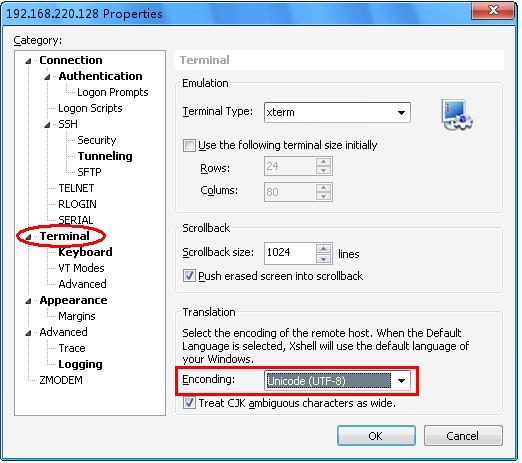 192.168.220.128 Properties
Category:
Connection
Authentication
Logon Prompts
Logon Scripts
SSH
Security
Tunneling
SFTP
TELNET
RLOGIN
SERIAL
Terminal
Keyboard
VT Modes
Advanced
Appearance
Margins
Advanced
Trace
Logging
ZMODEM
Terminal
Emulation
Terminal Type: xterm
Use the following terminal size initially
Rows: 24
Colums: 80
Scrollback
Scrollback size: 1024 lines
Push erased screen into scrollback
Translation
Select the encoding of the remote host. When the Default
Language is selected, Xshell will use the default language of
your Windows.
Enconding: Unicode (UTF-8)
Treat CJK ambiguous characters as wide.
OK Cancel